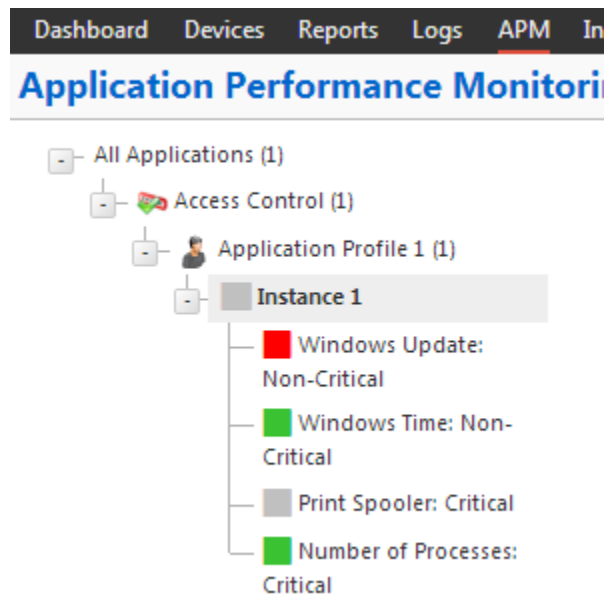 Dashboard Devices Reports Logs APM
Application Performance
All Applications (1)
Access Control (1)
Application Profile 1 (1)
Instance 1
Windows Update:
Non-Critical
Windows Time: Non-
Critical
Print Spooler: Critical
Number of Processes:
Critical